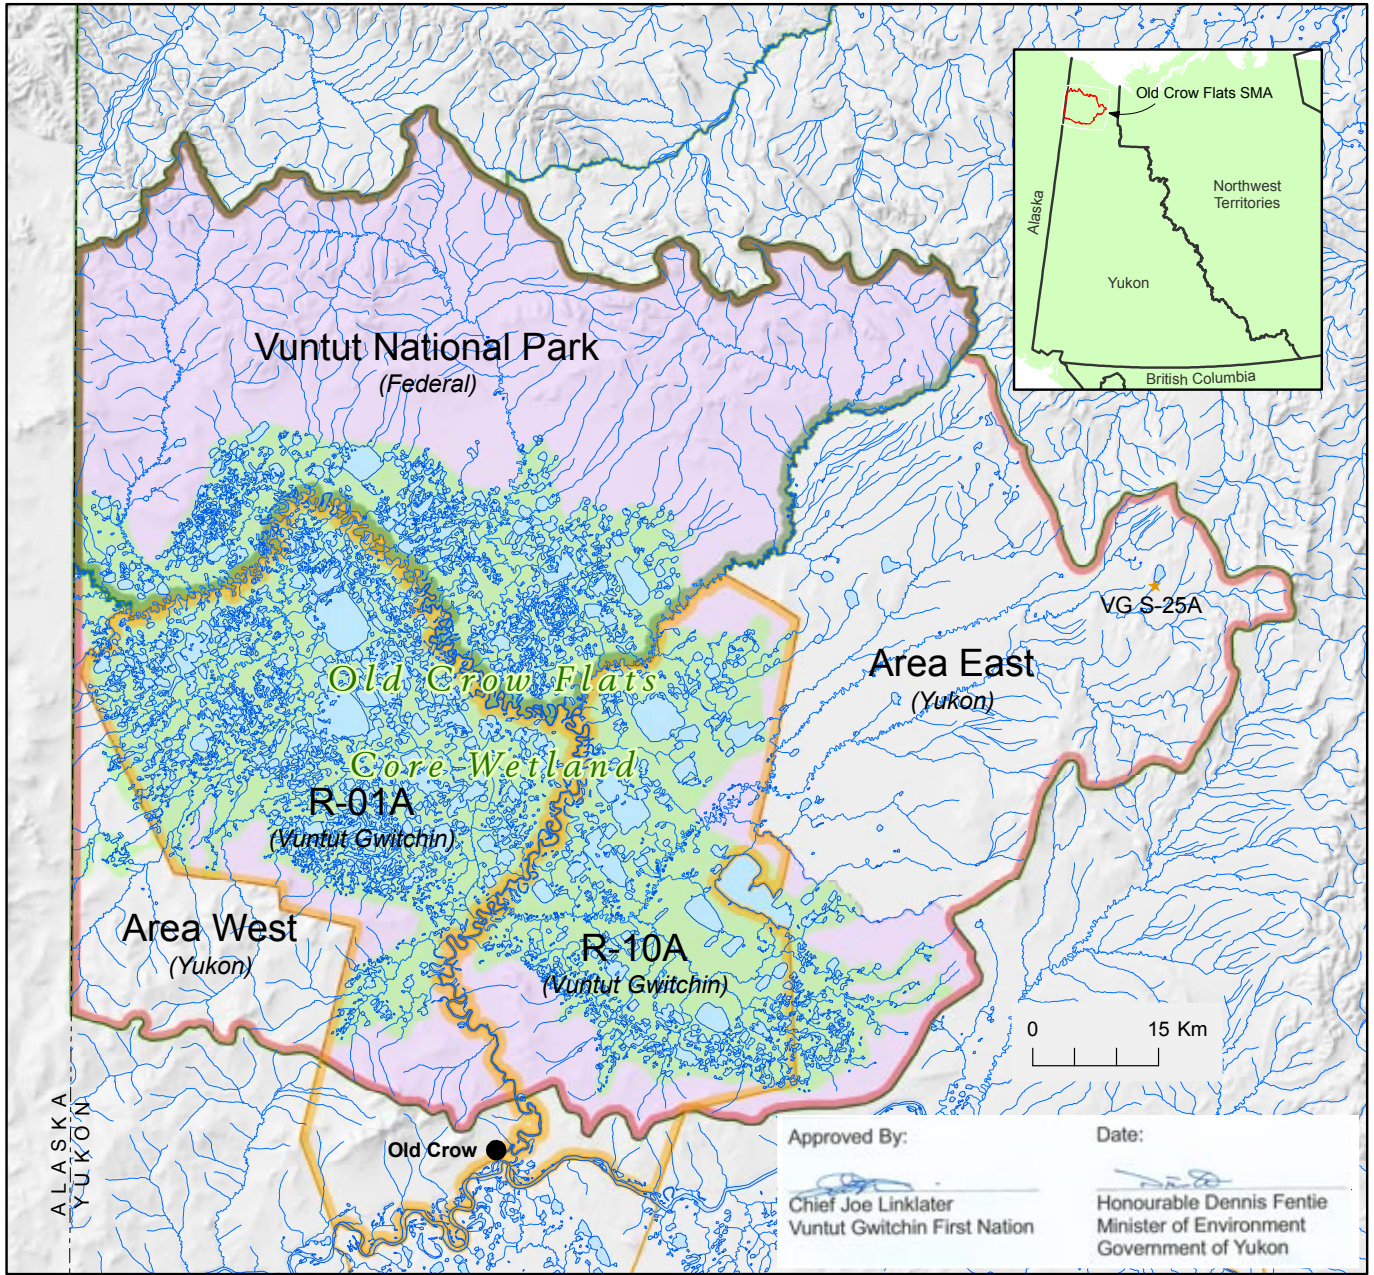 Old Crow Flats SMA
Northwest
Territories
Alaska
Yukon
British Columbia
Vuntut National Park
(Federal)
VG S-25A
Area East
(Yukon)
Old Crow Flats
Core Wetland
R-01A
(Vuntut Gwitchin)
Area West
(Yukon)
R-10A
(Vuntut Gwitchin)
0 15 Km
ALASKA
YUKON
Old Crow
Approved By:
Date:
Chief Joe Linklater
Vuntut Gwitchin First Nation
Honourable Dennis Fentie
Minister of Environment
Government of Yukon